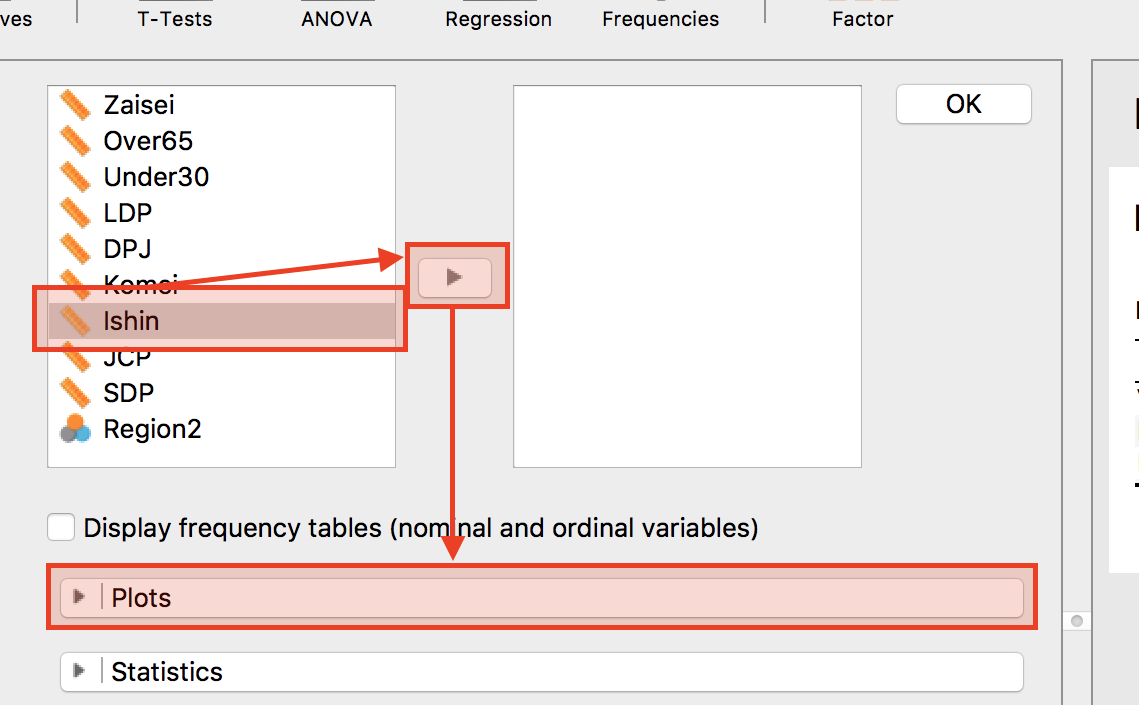 ves T-Tests ANOVA Regression Frequencies Factor
OK
Zaisei
Over65
Under30
LDP
DPJ
Komei
Ishin
JCP
SDP
Region2
Display frequency tables (nominal and ordinal variables)
Plots
Statistics